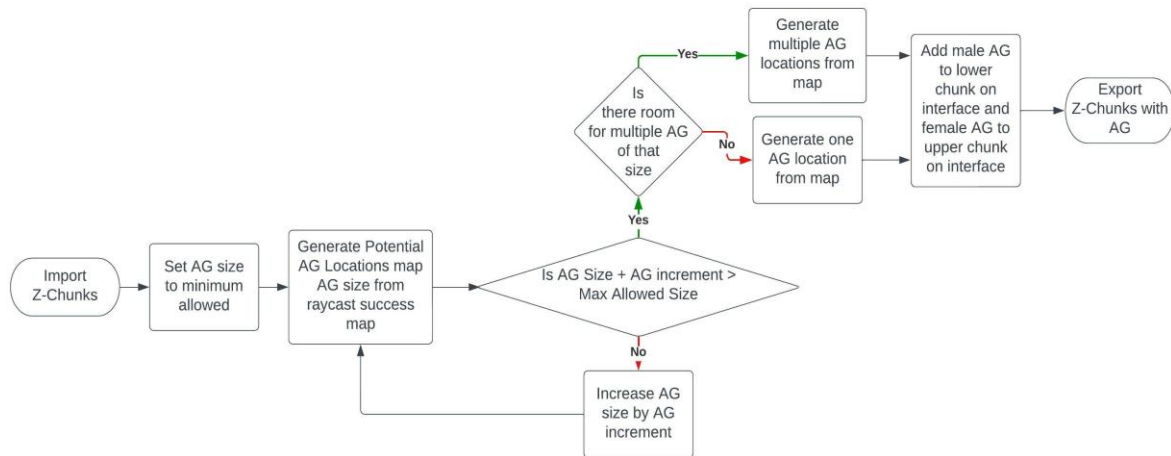 Import
Z-Chunks
Set AG size
to minimum
allowed
Generate Potential
AG Locations map
AG size from
raycast success
map
Is AG Size + AG increment >
Max Allowed Size
No
Increase AG
size by AG
increment
Yes
Is
there room
for multiple AG
of that
size
Yes
Generate
multiple AG
locations from
map
No
Generate one
AG location
from map
Add male AG
to lower
chunk on
interface and
female AG to
upper chunk
on interface
Export
Z-Chunks with
AG